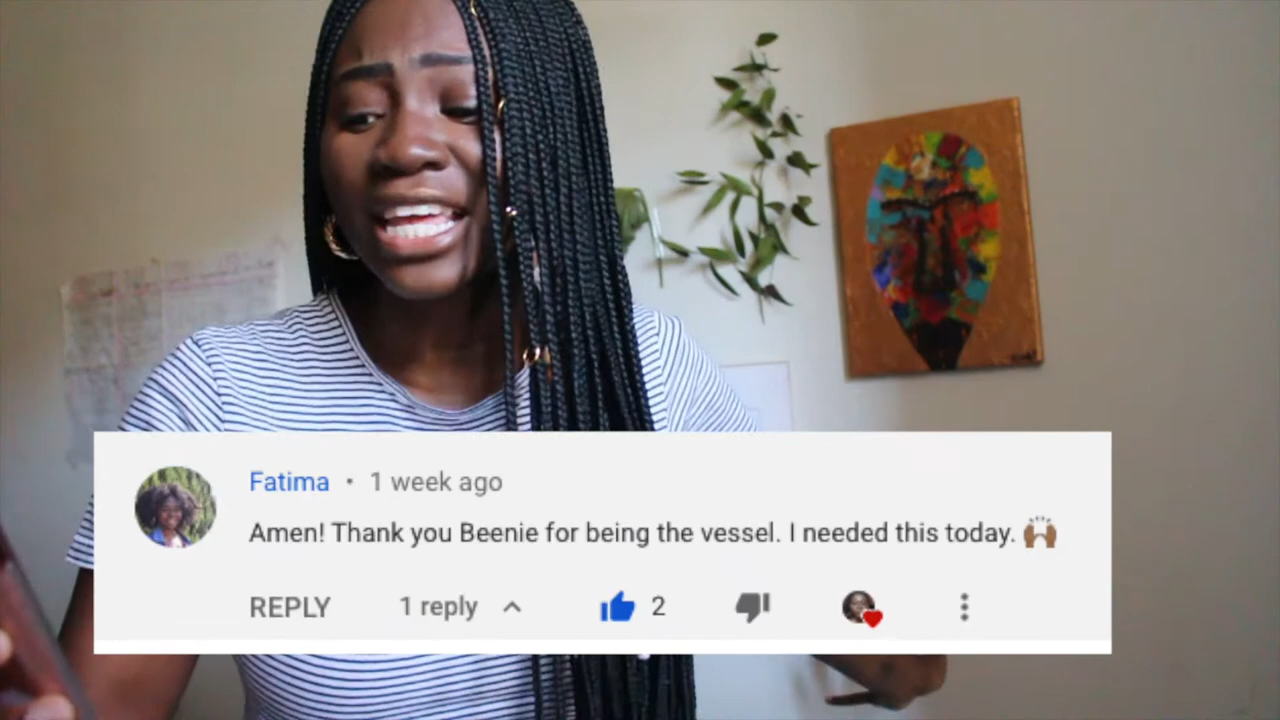 Fatima • 1 week ago
Amen! Thank you Beenie for being the vessel. I needed this today. 🙌🏾
REPLY 1 reply 2